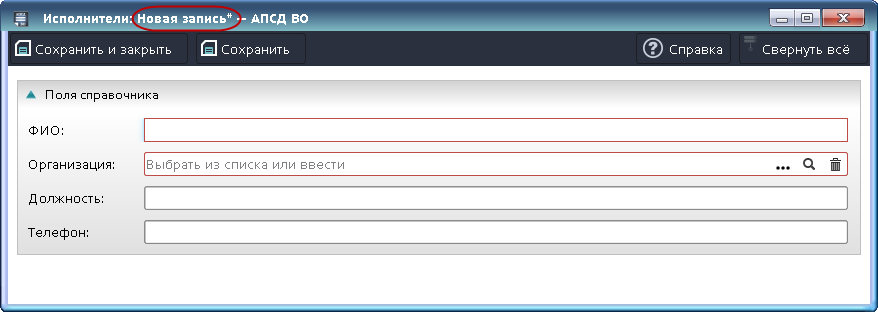 Исполнители: Новая запись* -- АПСД ВО
Сохранить и закрыть Сохранить Справка Свернуть всё
Поля справочника
ФИО:
Организация: Выбрать из списка или ввести ...
Должность:
Телефон: